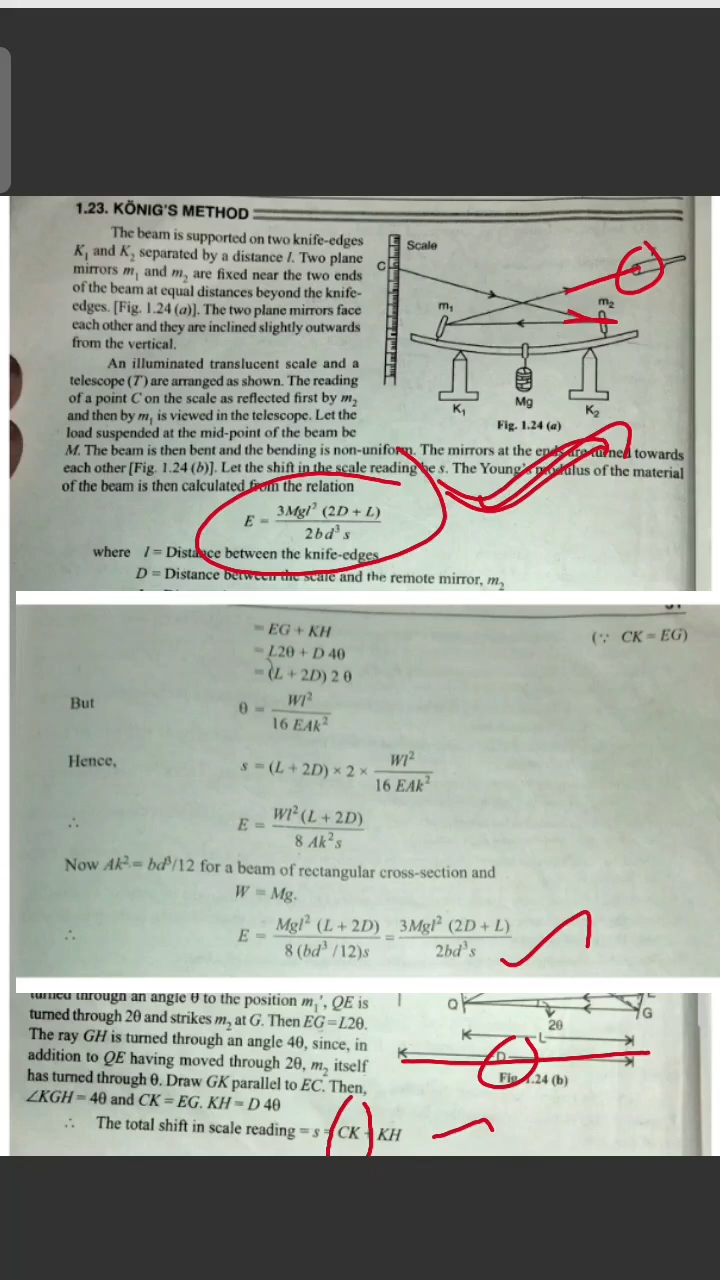 1.23. KÖNIG'S METHOD
The beam is supported on two knife-edges
K₁ and K₂ separated by a distance l. Two plane
mirrors m₁ and m₂ are fixed near the two ends
of the beam at equal distances beyond the knife-
edges. [Fig. 1.24 (a)]. The two plane mirrors face
each other and they are inclined slightly outwards
from the vertical.
An illuminated translucent scale and a
telescope (T) are arranged as shown. The reading
of a point C on the scale as reflected first by m₂
and then by m₁ is viewed in the telescope. Let the
load suspended at the mid-point of the beam be
Scale
C
m₁
m₂
K₁
Mg
K₂
Fig. 1.24 (a)
M. The beam is then bent and the bending is non-uniform. The mirrors at the ends are turned towards
each other [Fig. 1.24 (b)]. Let the shift in the scale reading be s. The Young's modulus of the material
of the beam is then calculated from the relation
E = 3Mgl² (2D + L) / 2bd³ s
where l = Distance between the knife-edges
D = Distance between the scale and the remote mirror, m₂
= EG + KH (∵ CK = EG)
= L2θ + D 4θ
= (L + 2D) 2 θ
But θ = Wl² / 16 EAk²
Hence, s = (L + 2D) × 2 × Wl² / 16 EAk²
∴ E = Wl² (L + 2D) / 8 Ak² s
Now Ak² = bd³/12 for a beam of rectangular cross-section and
W = Mg.
∴ E = Mgl² (L + 2D) / 8 (bd³ /12)s = 3Mgl² (2D + L) / 2bd³s
turned through an angle θ to the position m₁', QE is
turned through 2θ and strikes m₂ at G. Then EG = L2θ.
The ray GH is turned through an angle 4θ, since, in
addition to QE having moved through 2θ, m₂ itself
has turned through θ. Draw GK parallel to EC. Then,
∠KGH = 4θ and CK = EG. KH = D 4θ
∴ The total shift in scale reading = s = CK + KH
Q
2θ
G
L
D
Fig. 1.24 (b)